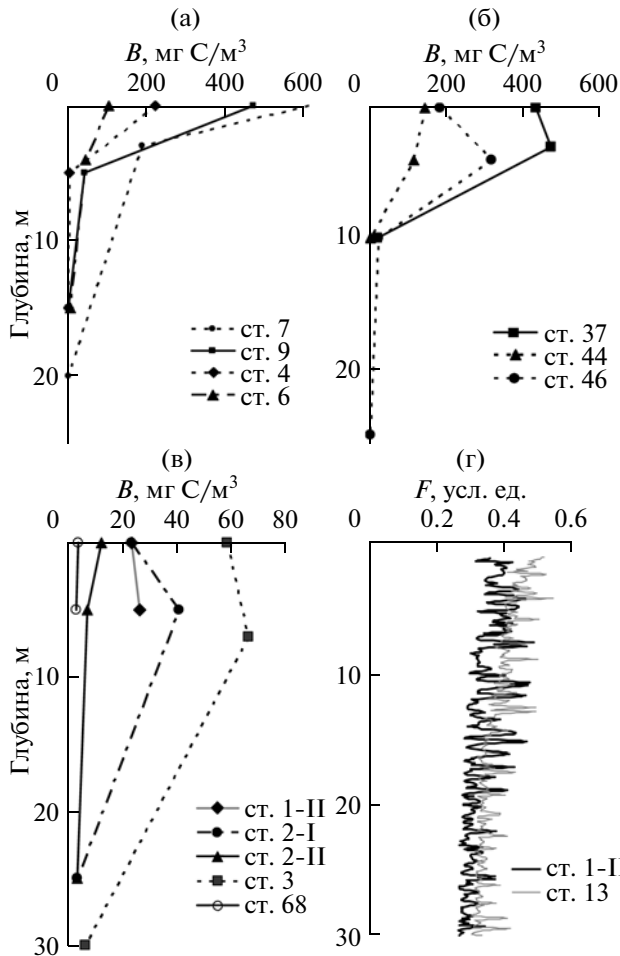 (а)
B, мг С/м³
0 200 400 600
10
20
Глубина, м
ст. 7
ст. 9
ст. 4
ст. 6
(б)
B, мг С/м³
0 200 400 600
10
20
ст. 37
ст. 44
ст. 46
(в)
B, мг С/м³
0 20 40 60 80
10
20
30
Глубина, м
ст. 1-II
ст. 2-I
ст. 2-II
ст. 3
ст. 68
(г)
F, усл. ед.
0 0.2 0.4 0.6
10
20
30
ст. 1-II
ст. 13